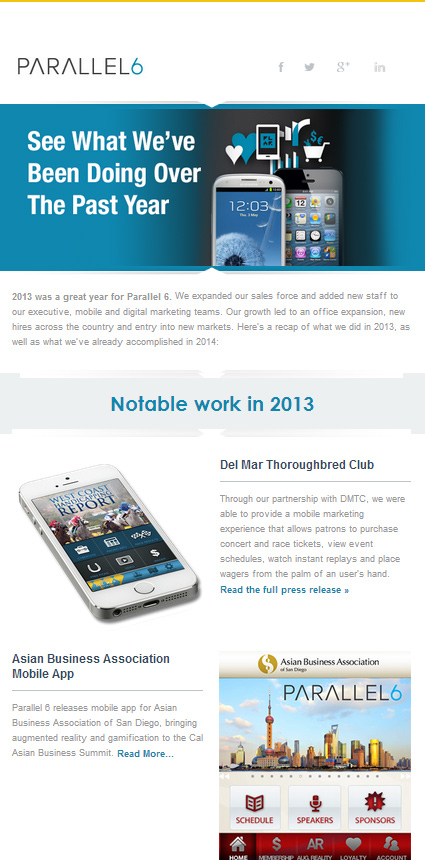 PARALLEL6
See What We've
Been Doing Over
The Past Year
12:03
2013 was a great year for Parallel 6. We expanded our sales force and added new staff to
our executive, mobile and digital marketing teams. Our growth led to an office expansion, new
hires across the country and entry into new markets. Here's a recap of what we did in 2013, as
well as what we've already accomplished in 2014:
Notable work in 2013
WEST COAST
HANDICAPPING
REPORT
Del Mar Thoroughbred Club
Through our partnership with DMTC, we were
able to provide a mobile marketing
experience that allows patrons to purchase
concert and race tickets, view event
schedules, watch instant replays and place
wagers from the palm of an user's hand.
Read the full press release »
Asian Business Association
Mobile App
Parallel 6 releases mobile app for Asian
Business Association of San Diego, bringing
augmented reality and gamification to the Cal
Asian Business Summit. Read More...
Asian Business Association
of San Diego
PARALLEL6
SCHEDULE
SPEAKERS
SPONSORS
AR
HOME
MEMBERSHIP
AUG.REALITY
LOYALTY
ACCOUNT